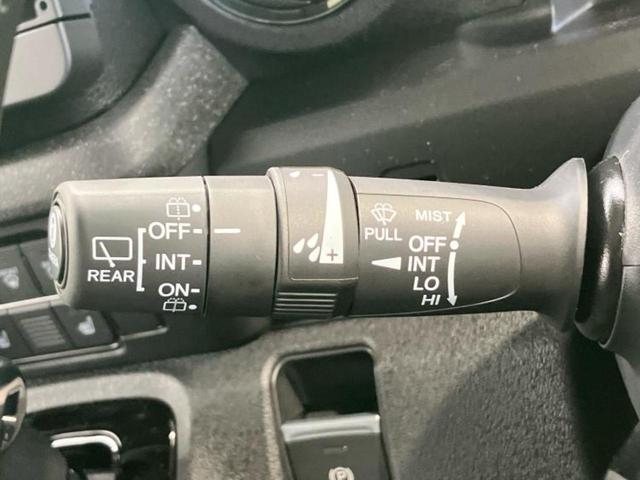 REAR
OFF
INT
ON
- 
+
PULL
MIST
OFF
INT
LO
HI
P